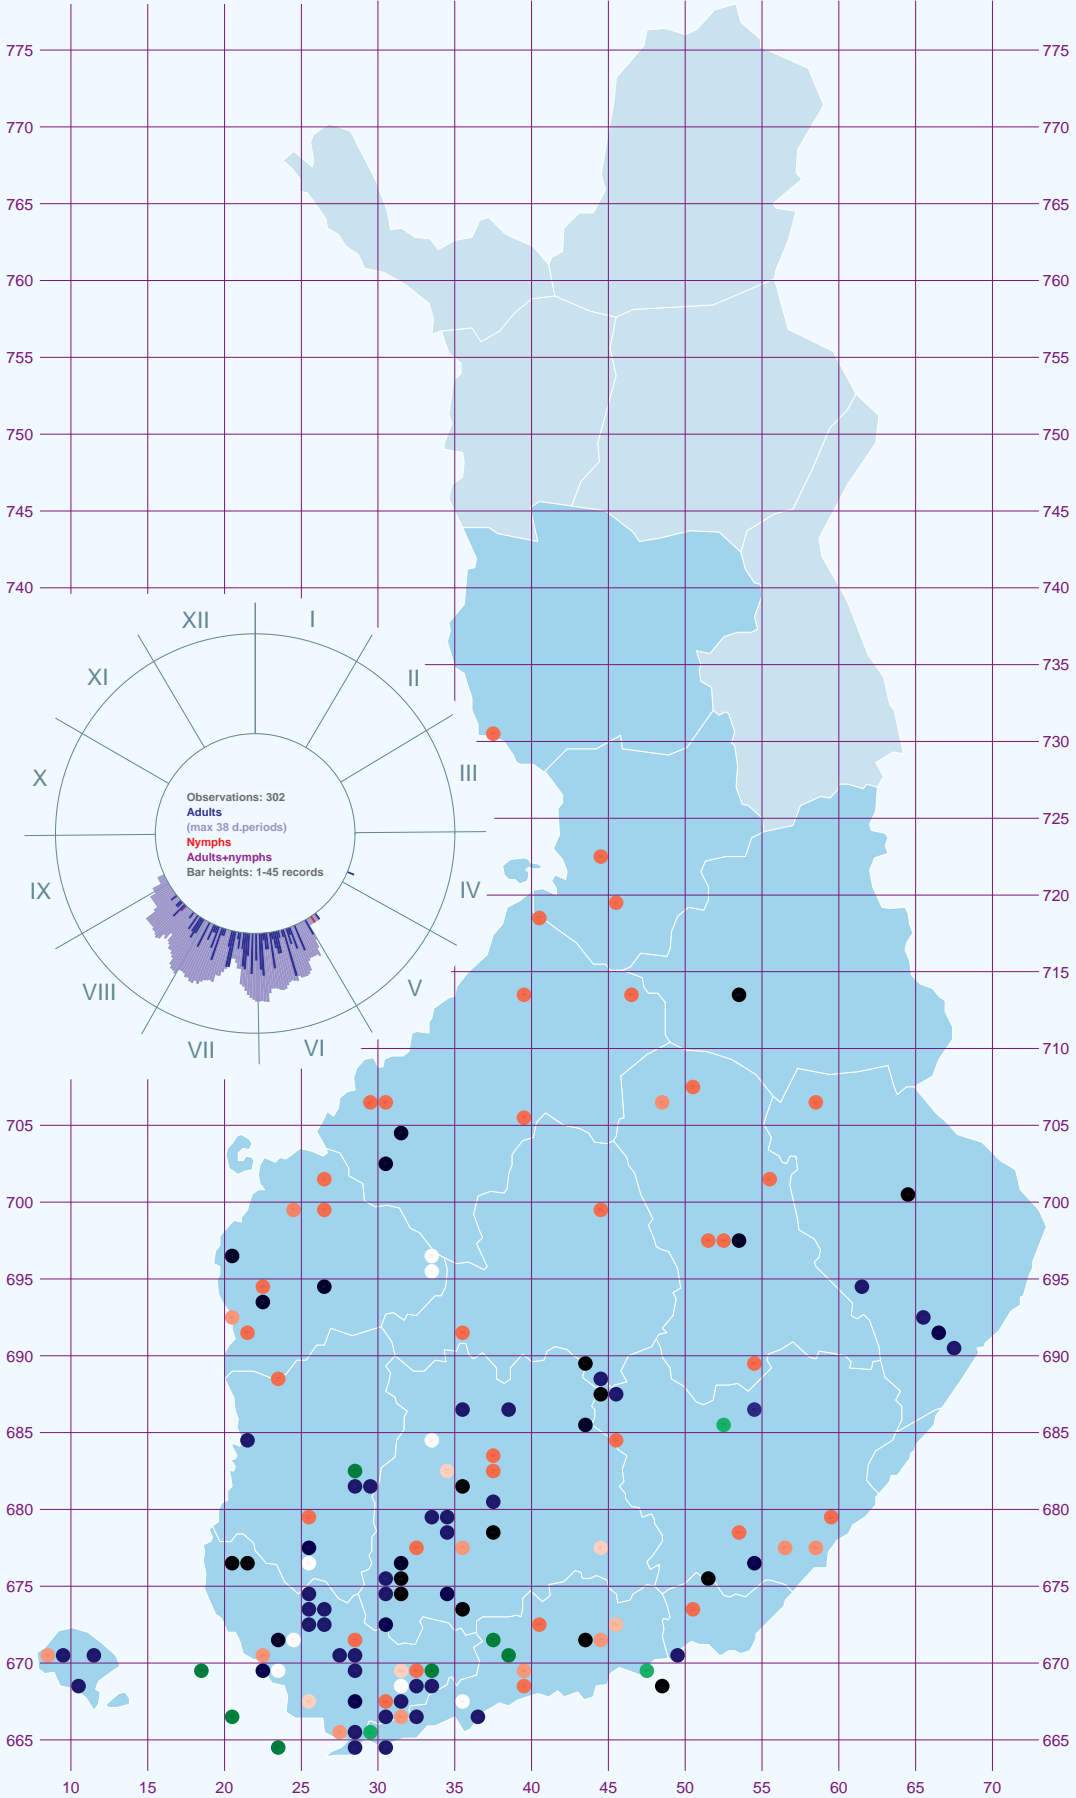 775 775
770 770
765 765
760 760
755 755
750 750
745 745
740 740
XII I
XI II
735
730
X III
Observations: 302
Adults
(max 38 d.periods)
Nymphs
Adults+nymphs
Bar heights: 1-45 records
725
IX IV
720
VIII V
715
VII VI
710
705 705
700 700
695 695
690 690
685 685
680 680
675 675
670 670
665 665
10 15 20 25 30 35 40 45 50 55 60 65 70